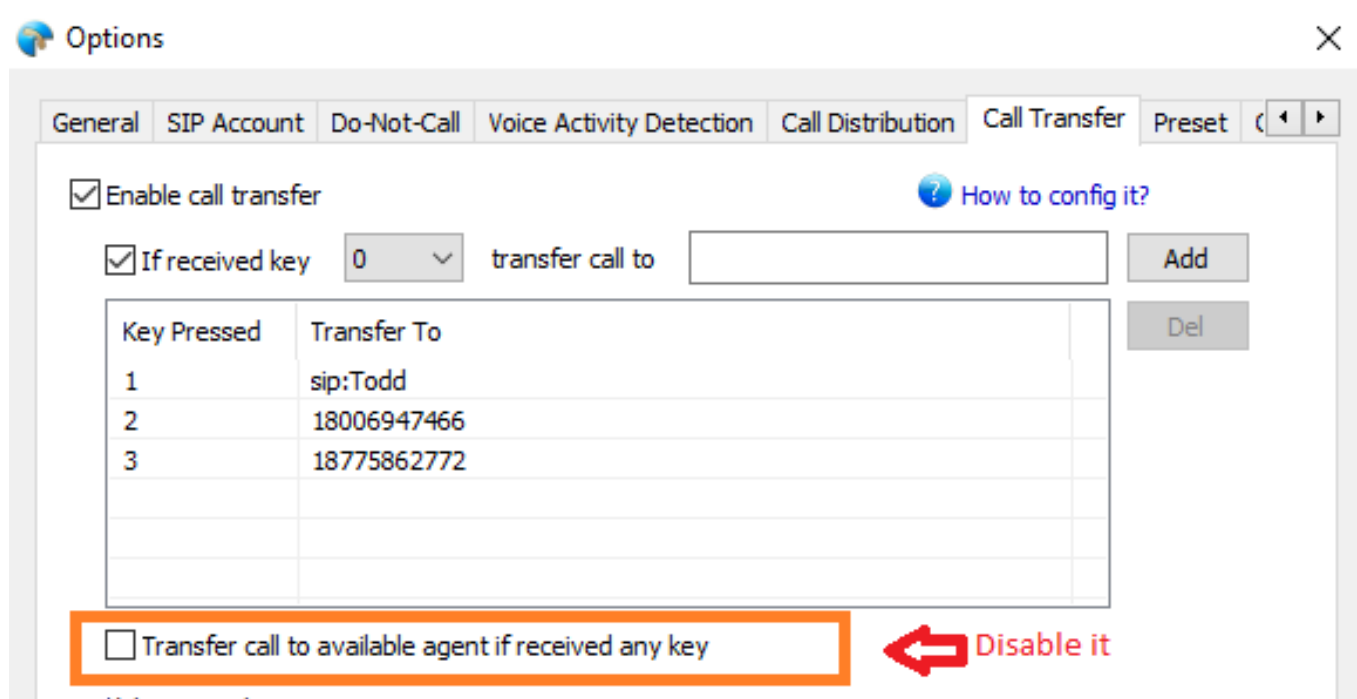 Options
General SIP Account Do-Not-Call Voice Activity Detection Call Distribution Call Transfer Preset
Enable call transfer How to config it?
If received key 0 transfer call to Add
Key Pressed Transfer To Del
1 sip:Todd
2 18006947466
3 18775862772
Transfer call to available agent if received any key Disable it